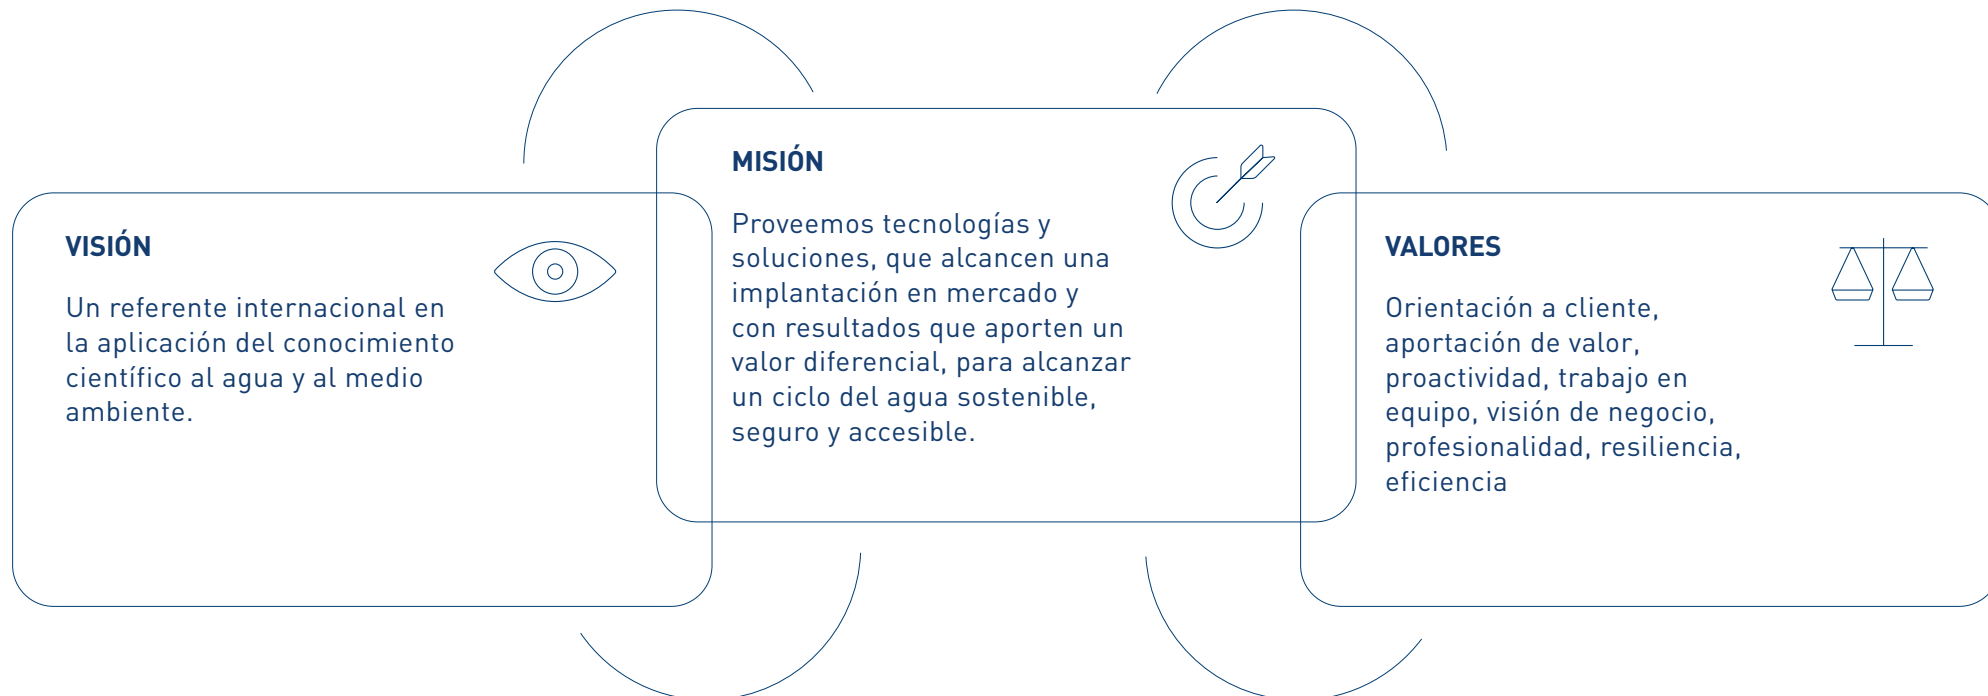 VISIÓN
Un referente internacional en
la aplicación del conocimiento
científico al agua y al medio
ambiente.
MISIÓN
Proveemos tecnologías y
soluciones, que alcancen una
implantación en mercado y
con resultados que aporten un
valor diferencial, para alcanzar
un ciclo del agua sostenible,
seguro y accesible.
VALORES
Orientación a cliente,
aportación de valor,
proactividad, trabajo en
equipo, visión de negocio,
profesionalidad, resiliencia,
eficiencia